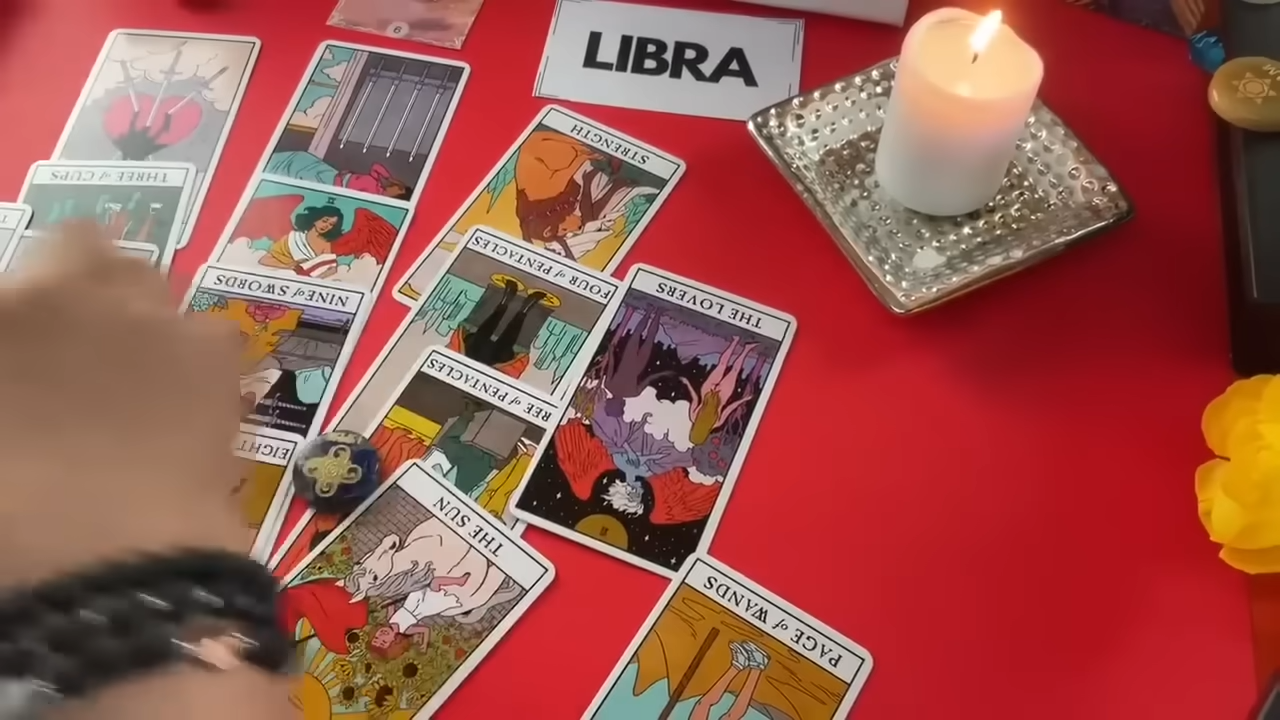 6
LIBRA
STRENGTH
THREE of CUPS
FOUR of PENTACLES
NINE of SWORDS
THE LOVERS
REE of PENTACLES
EIGHT
THE SUN
PAGE of WANDS